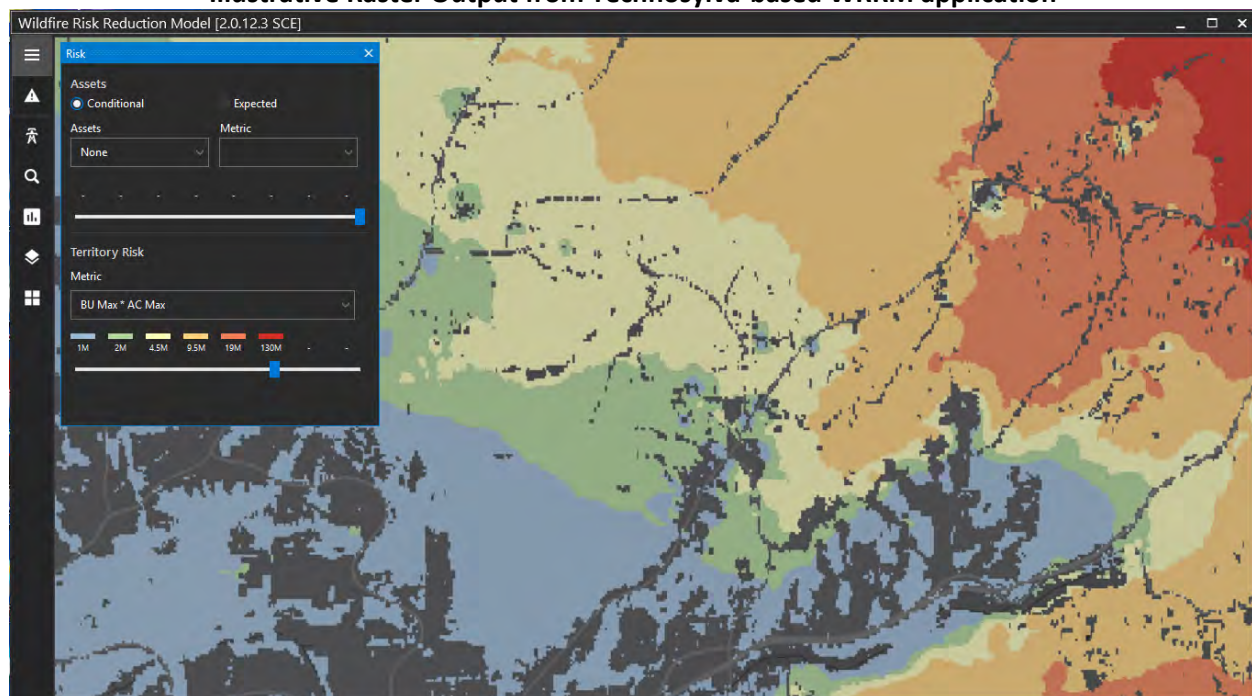 Illustrative Raster Output from Technosylva-based WRRM application
Wildfire Risk Reduction Model [2.0.12.3 SCE]
Risk
Assets
Conditional Expected
Assets Metric
None
- - - - - - - -
Territory Risk
Metric
BU Max * AC Max
1M 2M 4.5M 9.5M 19M 130M - -